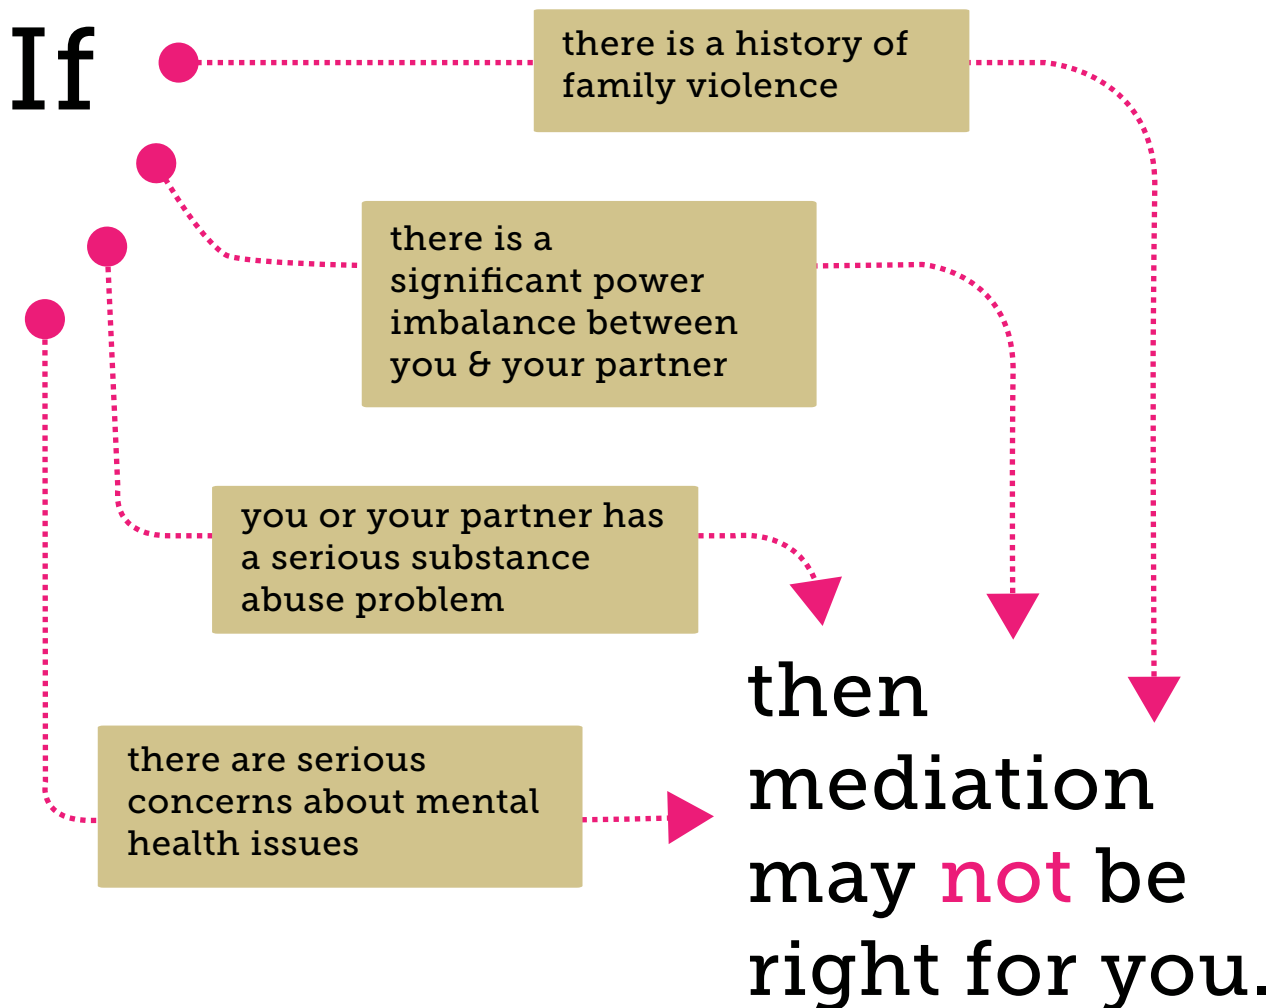 If
there is a history of
family violence
there is a
significant power
imbalance between
you & your partner
you or your partner has
a serious substance
abuse problem
there are serious
concerns about mental
health issues
then
mediation
may not be
right for you.